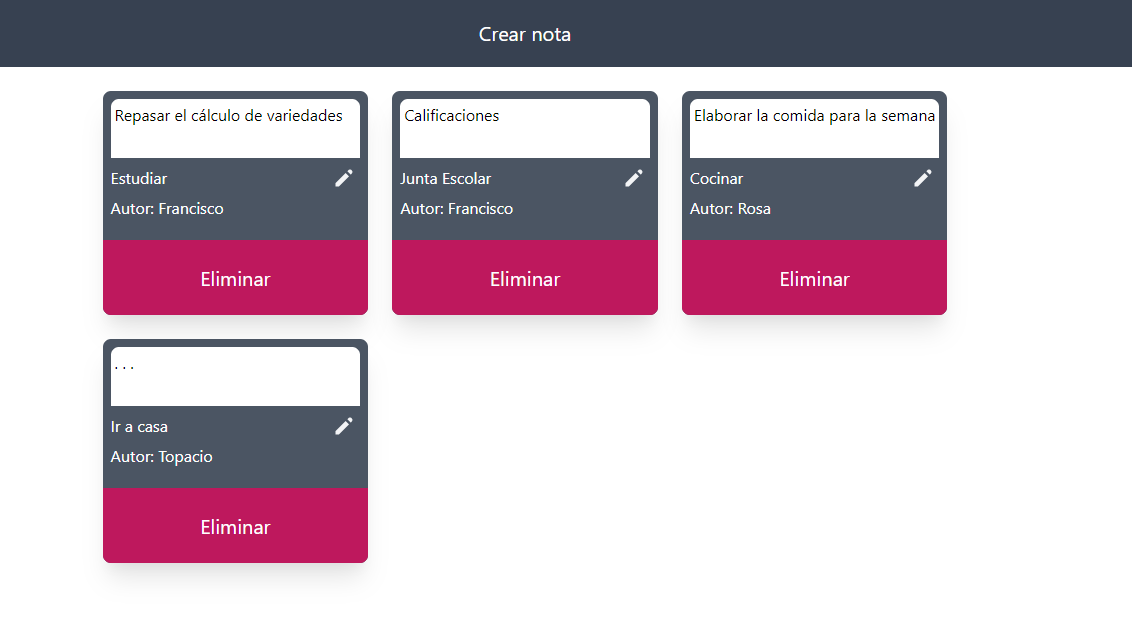 Crear nota
Repasar el cálculo de variedades
Estudiar
Autor: Francisco
Eliminar
Calificaciones
Junta Escolar
Autor: Francisco
Eliminar
Elaborar la comida para la semana
Cocinar
Autor: Rosa
Eliminar
. . .
Ir a casa
Autor: Topacio
Eliminar